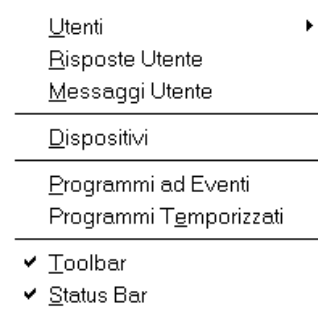 Utenti
Risposte Utente
Messaggi Utente
Dispositivi
Programmi ad Eventi
Programmi Temporizzati
Toolbar
Status Bar